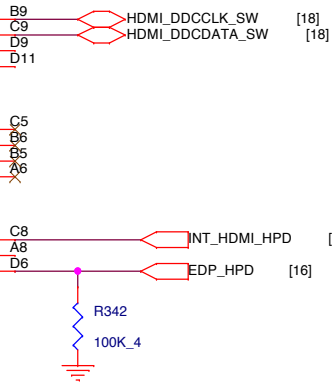 B9 HDMI_DDCCLK_SW [18]
C9 HDMI_DDCDATA_SW [18]
D9
D11
C5
B6
B5
A6
C8 INT_HDMI_HPD [
A8
D6 EDP_HPD [16]
R342
100K_4